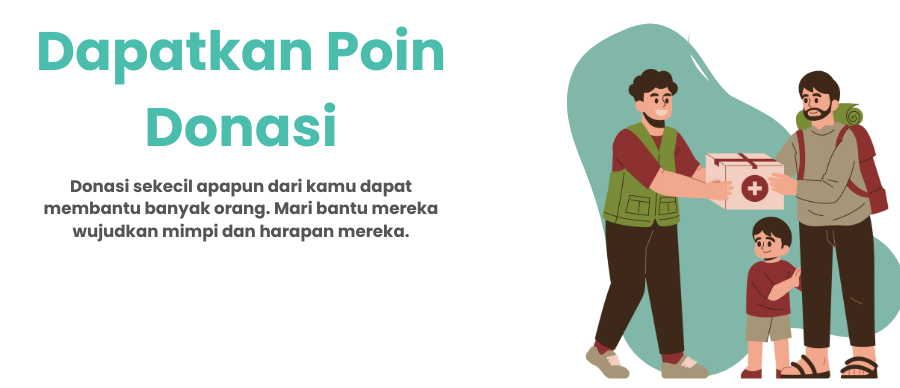 Dapatkan Poin
Donasi
Donasi sekecil apapun dari kamu dapat
membantu banyak orang. Mari bantu mereka
wujudkan mimpi dan harapan mereka.